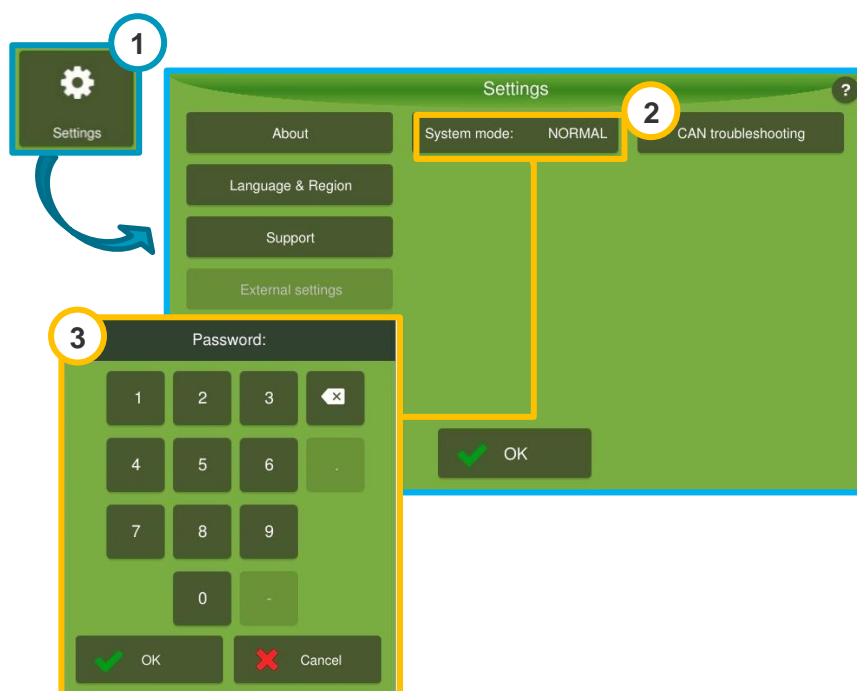 1
Settings
Settings
?
2
About
System mode: NORMAL
CAN troubleshooting
Language & Region
Support
External settings
3
Password:
1 2 3
4 5 6 .
7 8 9
0 -
OK Cancel
OK